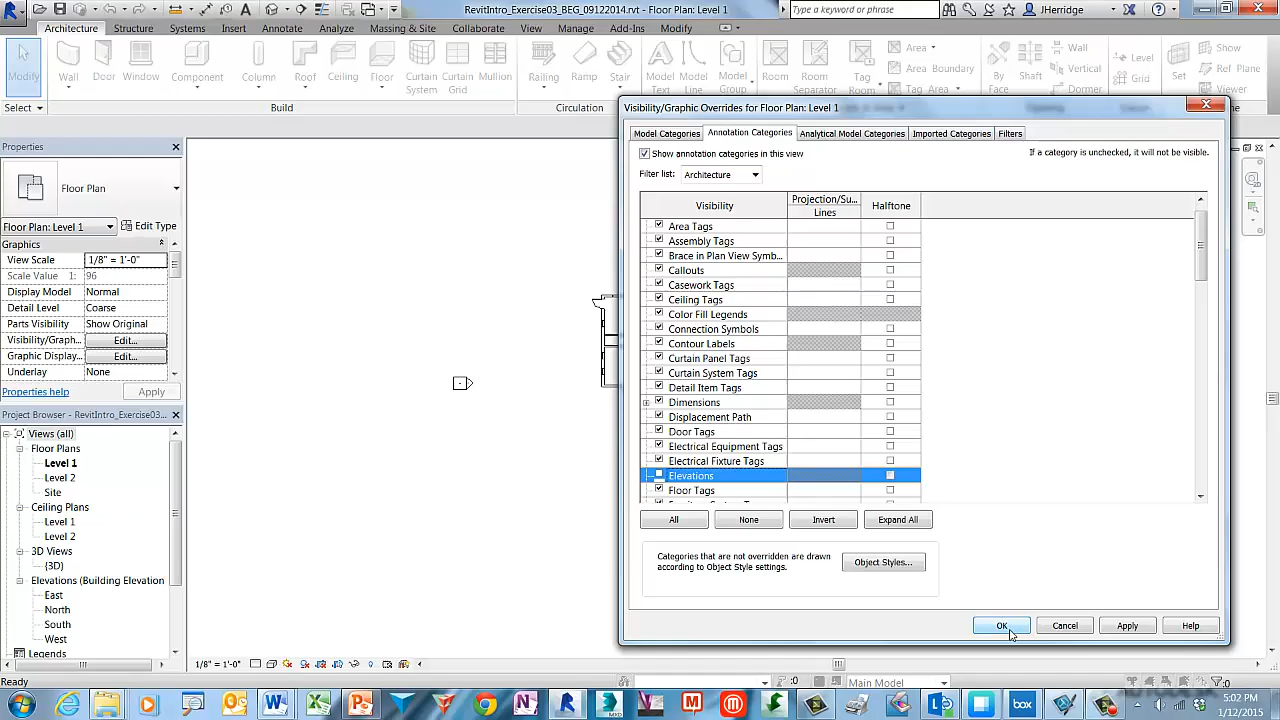 RevitIntro_Exercise03_BEG_09122014.rvt - Floor Plan: Level 1
Type a keyword or phrase
JHerridge
Architecture Structure Systems Insert Annotate Analyze Massing & Site Collaborate View Manage Add-Ins Modify
Modify Wall Door Window Component Column Roof Ceiling Floor Curtain System Curtain Grid Mullion Railing Ramp Stair Model Text Model Line Model Group Room Room Separator Tag Room
Area
Area Boundary
Tag Area
By Face Shaft
Wall
Vertical
Dormer
Level
Grid
Set
Show
Ref Plane
Viewer
Select
Build
Circulation
Visibility/Graphic Overrides for Floor Plan: Level 1
Model Categories Annotation Categories Analytical Model Categories Imported Categories Filters
Show annotation categories in this view
If a category is unchecked, it will not be visible.
Filter list: Architecture
Visibility
Projection/Su...
Lines
Halftone
Area Tags
Assembly Tags
Brace in Plan View Symb...
Callouts
Casework Tags
Ceiling Tags
Color Fill Legends
Connection Symbols
Contour Labels
Curtain Panel Tags
Curtain System Tags
Detail Item Tags
Dimensions
Displacement Path
Door Tags
Electrical Equipment Tags
Electrical Fixture Tags
Elevations
Floor Tags
All None Invert Expand All
Categories that are not overridden are drawn
according to Object Style settings.
Object Styles...
OK Cancel Apply Help
Properties
Floor Plan
Floor Plan: Level 1
Edit Type
Graphics
View Scale 1/8" = 1'-0"
Scale Value 1: 96
Display Model Normal
Detail Level Coarse
Parts Visibility Show Original
Visibility/Graph... Edit...
Graphic Display... Edit...
Underlay None
Properties help
Apply
Project Browser - RevitIntro_Exercise03...
Views (all)
Floor Plans
Level 1
Level 2
Site
Ceiling Plans
Level 1
Level 2
3D Views
{3D}
Elevations (Building Elevation
East
North
South
West
Legends
1/8" = 1'-0"
Ready
:0
Main Model
:0
box
5:02 PM
1/12/2015